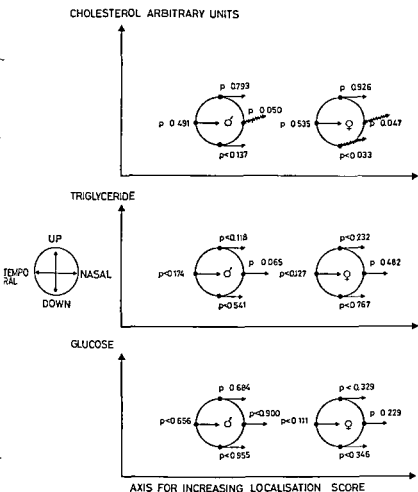 CHOLESTEROL ARBITRARY UNITS
p 0.793
p 0.926
p 0.491
♂
p 0.050
p 0.535
♀
p 0.047
p<0.137
p<0.033
TRIGLYCERIDE
p<0.118
p<0.232
UP
TEMPO
RAL
NASAL
DOWN
p<0.174
♂
p 0.065
p<0.127
♀
p 0.482
p<0.541
p<0.767
GLUCOSE
p 0.684
p<0.329
p<0.656
♂
p<0.900
p<0.111
♀
p 0.229
p<0.955
p<0.346
AXIS FOR INCREASING LOCALISATION SCORE